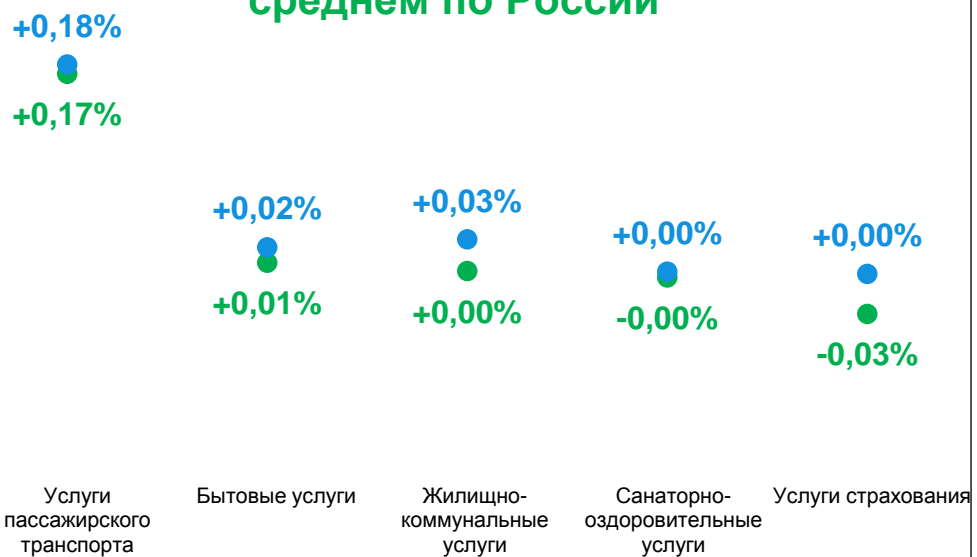 среднем по России
+0,18%
+0,17%
+0,02%
+0,01%
+0,03%
+0,00%
+0,00%
-0,00%
+0,00%
-0,03%
Услуги
пассажирского
транспорта
Бытовые услуги
Жилищно-
коммунальные
услуги
Санаторно-
оздоровительные
услуги
Услуги страхования